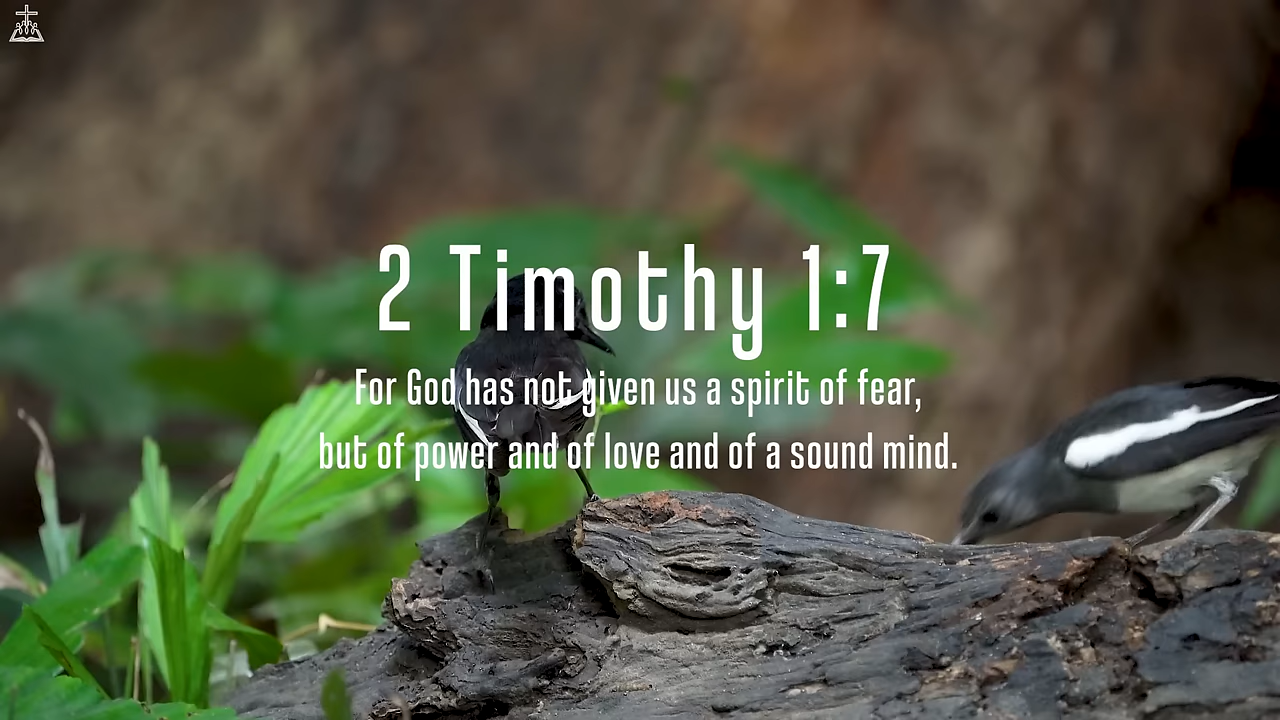 2 Timothy 1:7
For God has not given us a spirit of fear,
but of power and of love and of a sound mind.